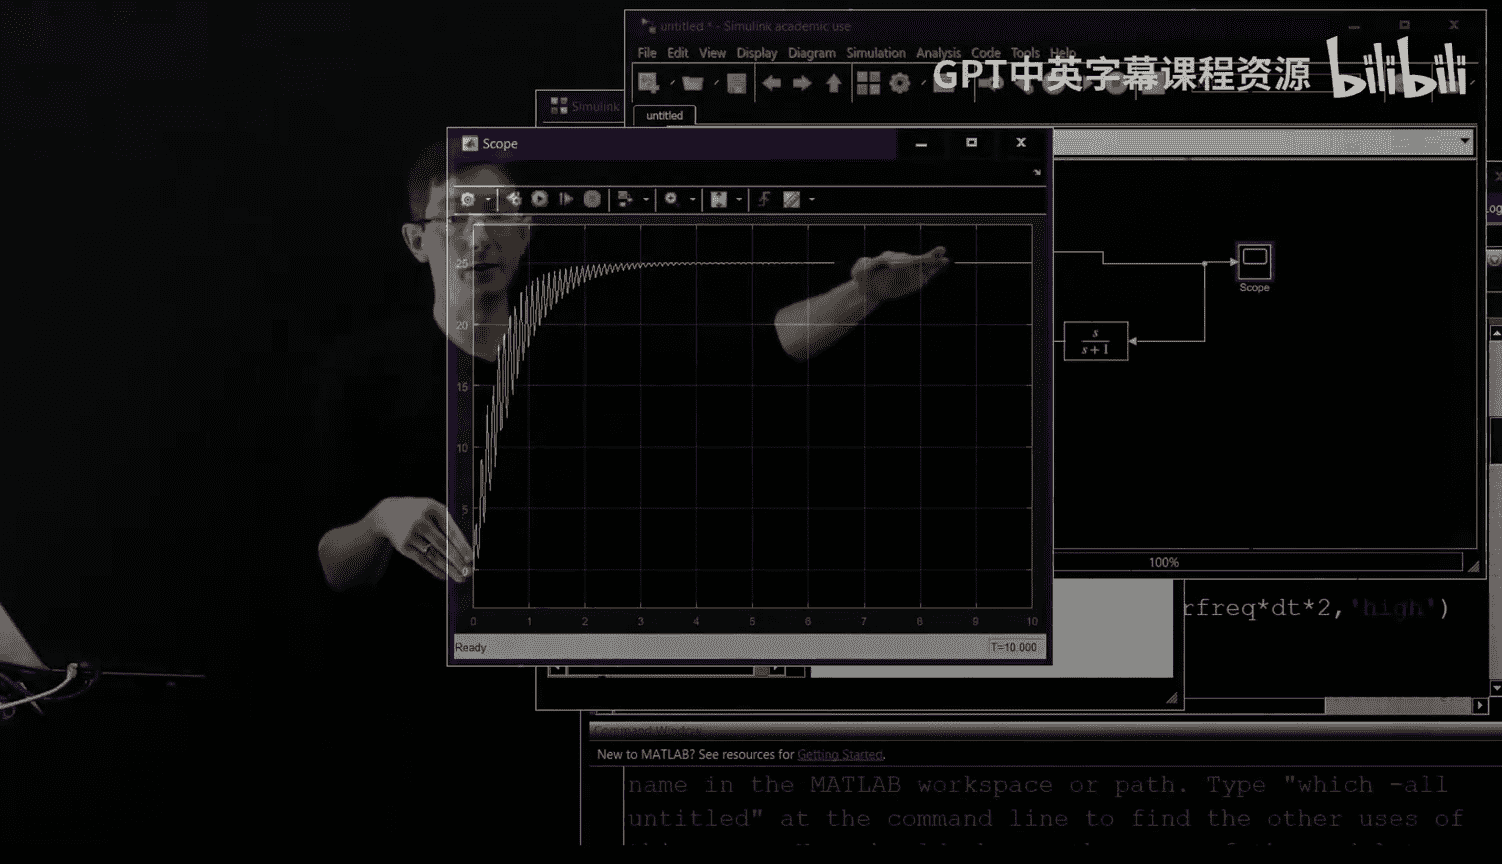 untitled * - Simulink academic use
File Edit View Display Diagram Simulation Analysis Code Tools Help
GPT中英字幕课程资源 bilibili
Simulink
untitled
Scope
25
20
15
10
5
0
0 1 2 3 4 5 6 7 8 9 10
Ready T=10.000
s
s+1
Scope
100%
rfreq*dt*2,'high')
Command Window
New to MATLAB? See resources for Getting Started.
name in the MATLAB workspace or path. Type "which -all
untitled" at the command line to find the other uses of